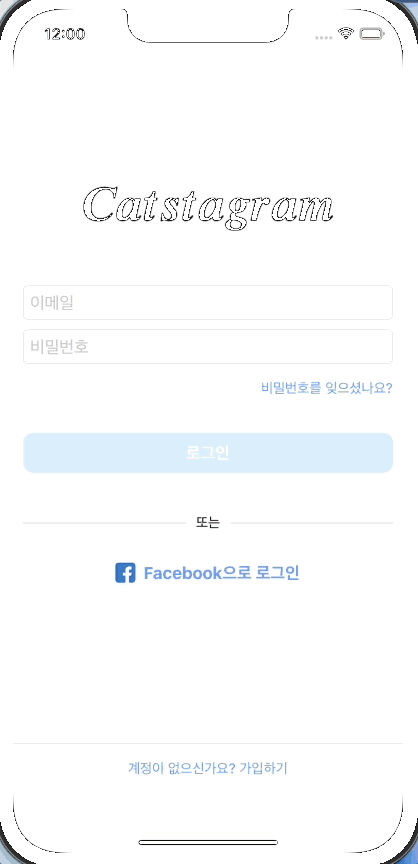 12:00
Catstagram
이메일
비밀번호
비밀번호를 잊으셨나요?
로그인
또는
Facebook으로 로그인
계정이 없으신가요? 가입하기